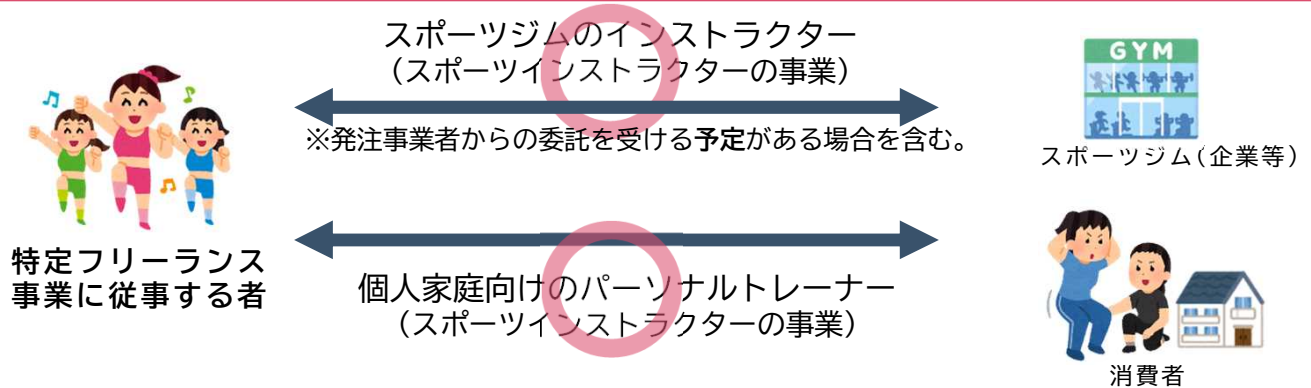 スポーツジムのインストラクター
(スポーツインストラクターの事業)
※発注事業者からの委託を受ける予定がある場合を含む。
GYM
スポーツジム(企業等)
特定フリーランス
事業に従事する者
個人家庭向けのパーソナルトレーナー
(スポーツインストラクターの事業)
消費者